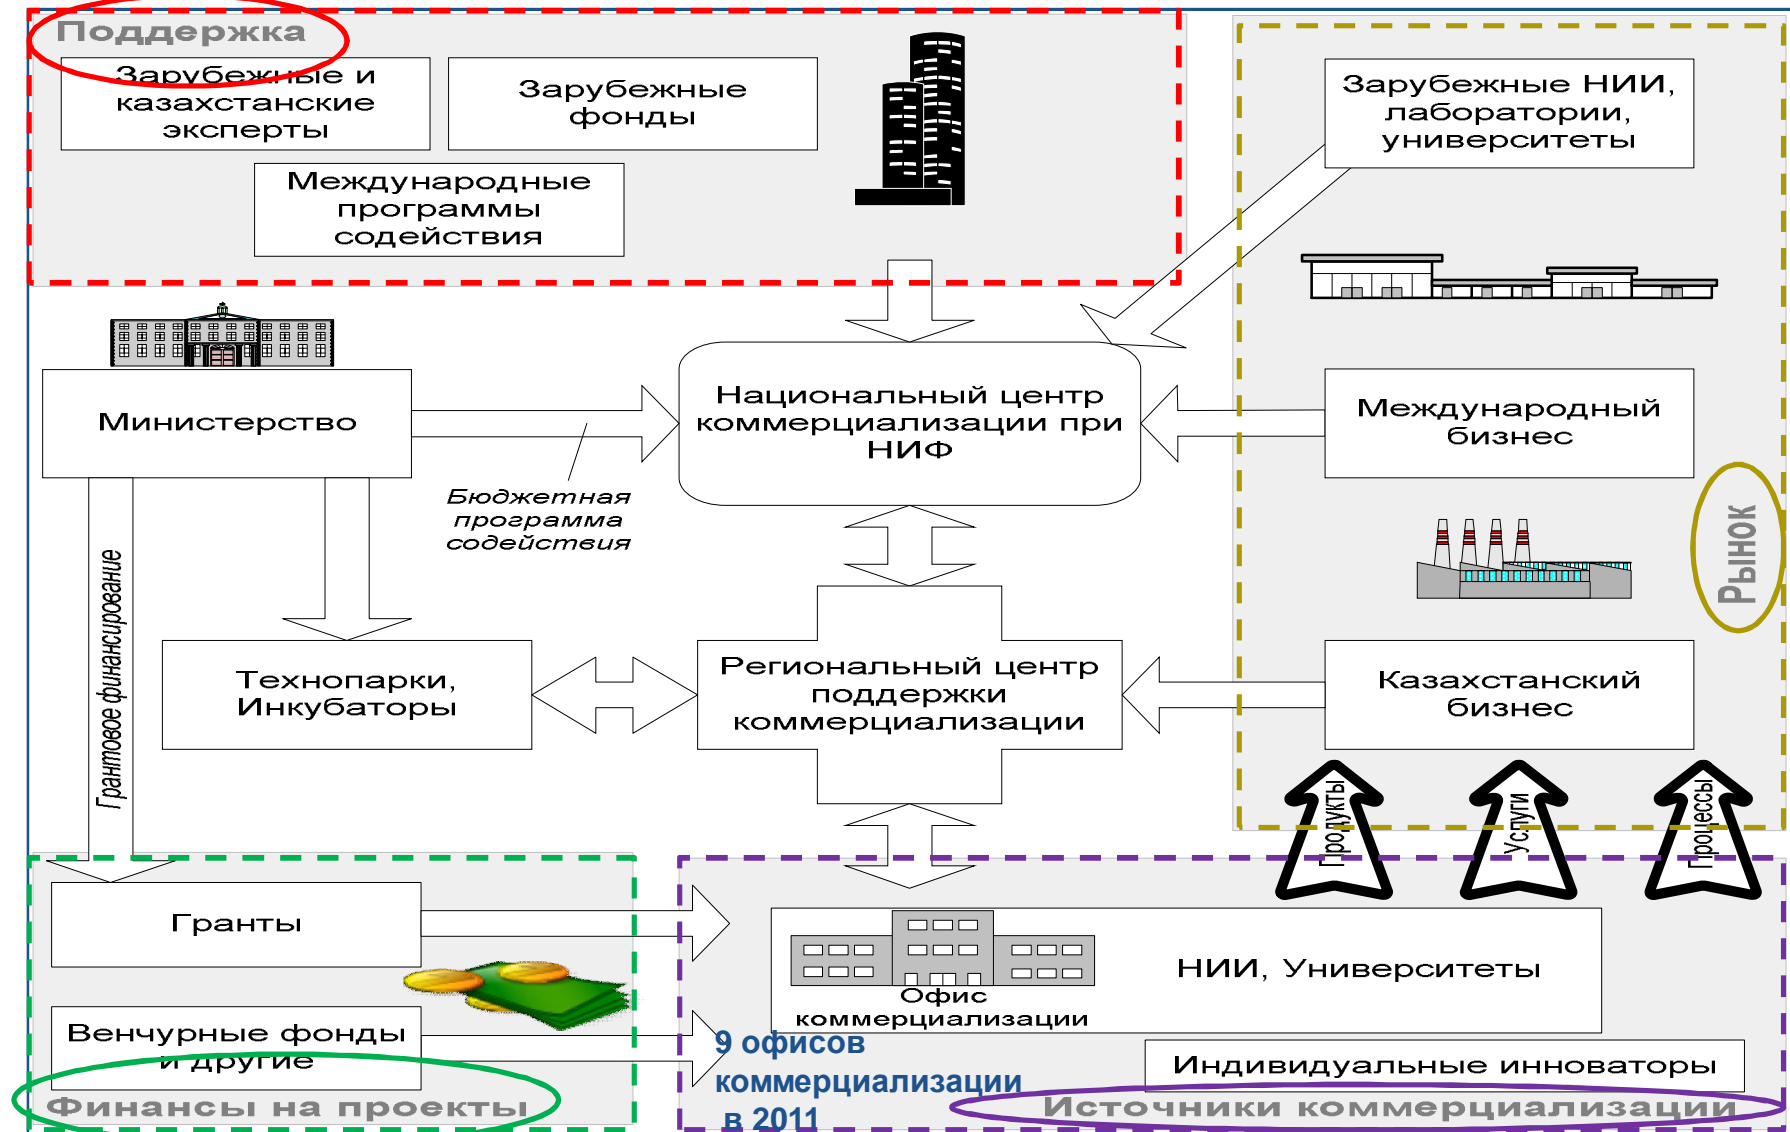 Поддержка
Зарубежные и
казахстанские
эксперты
Зарубежные
фонды
Международные
программы
содействия
Зарубежные НИИ,
лаборатории,
университеты
Министерство
Национальный центр
коммерциализации при
НИФ
Международный
бизнес
Бюджетная
программа
содействия
Рынок
Грантовое финансирование
Технопарки,
Инкубаторы
Региональный центр
поддержки
коммерциализации
Казахстанский
бизнес
Продукты
Услуги
Процессы
Гранты
НИИ, Университеты
Офис
коммерциализации
Венчурные фонды
и другие
9 офисов
коммерциализации
в 2011
Индивидуальные инноваторы
Финансы на проекты
Источники коммерциализации